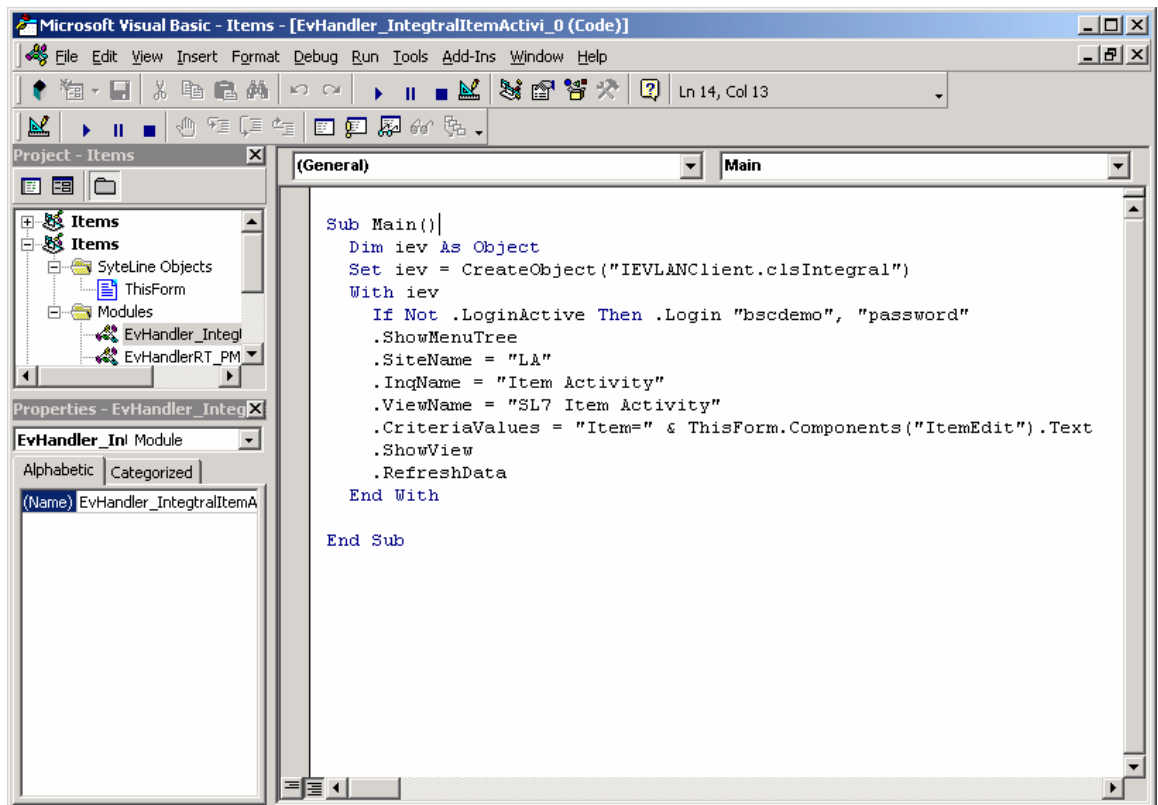 Microsoft Visual Basic - Items - [EvHandler_IntegtralItemActivi_0 (Code)]
File Edit View Insert Format Debug Run Tools Add-Ins Window Help
Ln 14, Col 13
Project - Items
(General) Main
Items
Items
SyteLine Objects
ThisForm
Modules
EvHandler_Integl
EvHandlerRT_PM
Properties - EvHandler_Integ
EvHandler_In Module
Alphabetic Categorized
(Name) EvHandler_IntegtralItemA
Sub Main()
Dim iev As Object
Set iev = CreateObject("IEVLANClient.clsIntegral")
With iev
If Not .LoginActive Then .Login "bscdemo", "password"
.ShowMenuTree
.SiteName = "LA"
.InqName = "Item Activity"
.ViewName = "SL7 Item Activity"
.CriteriaValues = "Item=" & ThisForm.Components("ItemEdit").Text
.ShowView
.RefreshData
End With
End Sub